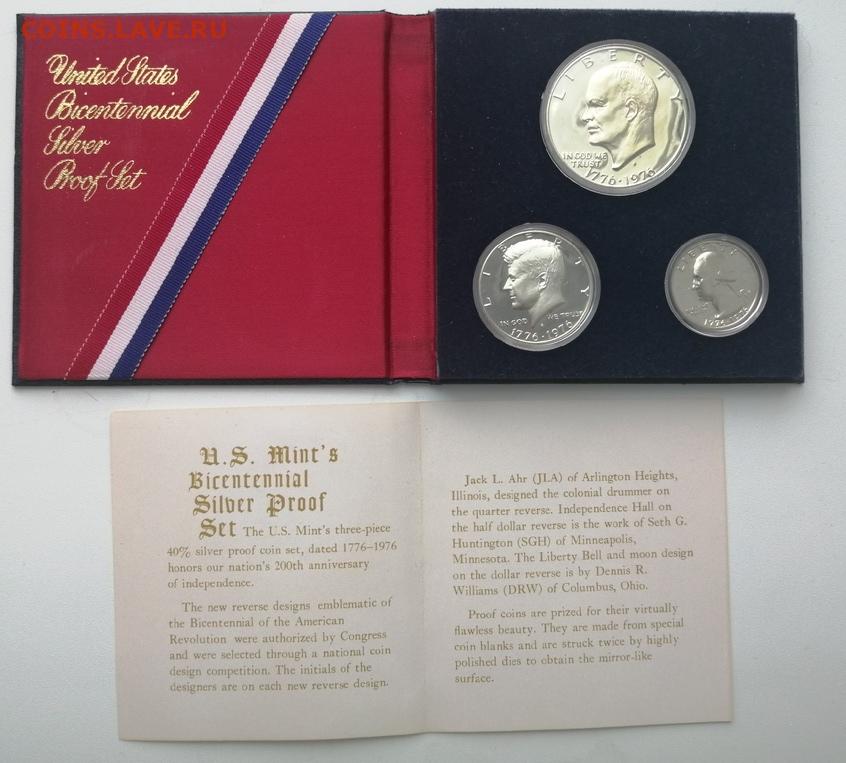 COINS.LAVE.RU
United States
Bicentennial
Silver
Proof Set
LIBERTY
IN GOD WE
TRUST
1776·1976
LIBERTY
IN GOD WE TRUST
1776·1976
LIBERTY
1776·1976
U.S. Mint's
Bicentennial
Silver Proof
Set The U.S. Mint's three-piece
40% silver proof coin set, dated 1776–1976
honors our nation's 200th anniversary
of independence.
The new reverse designs emblematic of
the Bicentennial of the American
Revolution were authorized by Congress
and were selected through a national coin
design competition. The initials of the
designers are on each new reverse design.
Jack L. Ahr (JLA) of Arlington Heights,
Illinois, designed the colonial drummer on
the quarter reverse. Independence Hall on
the half dollar reverse is the work of Seth G.
Huntington (SGH) of Minneapolis,
Minnesota. The Liberty Bell and moon design
on the dollar reverse is by Dennis R.
Williams (DRW) of Columbus, Ohio.
Proof coins are prized for their virtually
flawless beauty. They are made from special
coin blanks and are struck twice by highly
polished dies to obtain the mirror-like
surface.